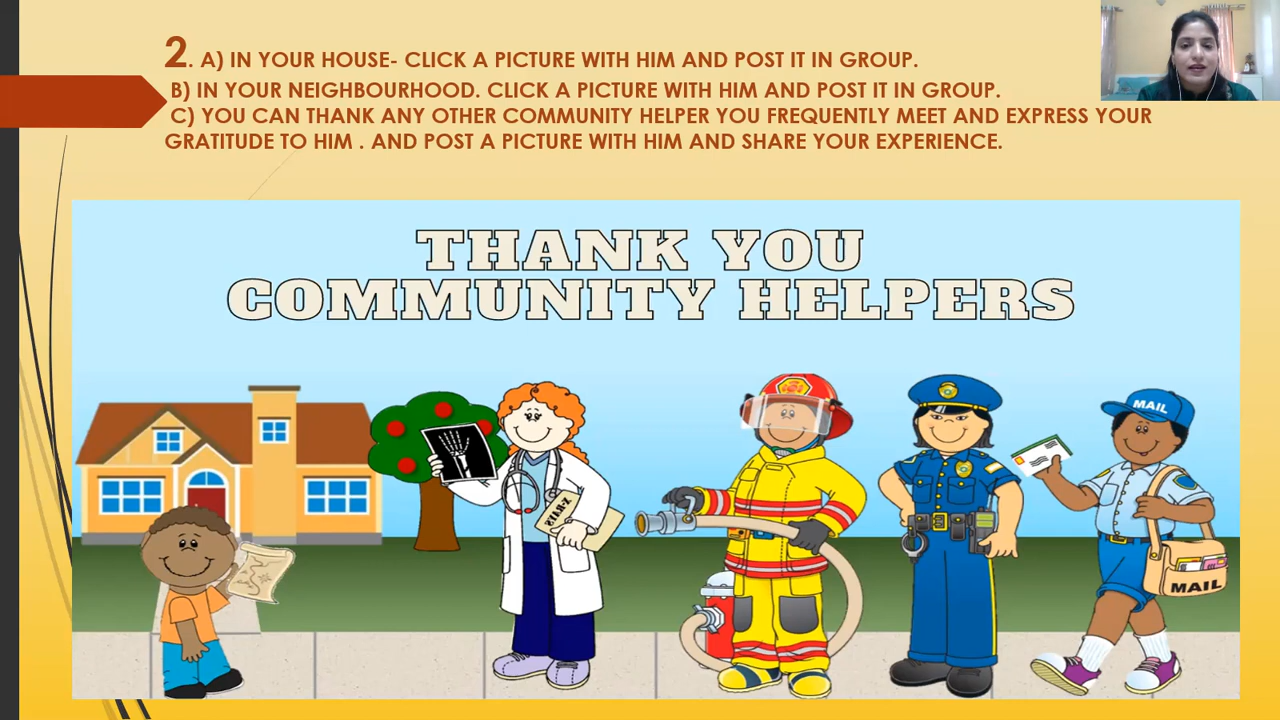 2. A) IN YOUR HOUSE- CLICK A PICTURE WITH HIM AND POST IT IN GROUP.
B) IN YOUR NEIGHBOURHOOD. CLICK A PICTURE WITH HIM AND POST IT IN GROUP.
C) YOU CAN THANK ANY OTHER COMMUNITY HELPER YOU FREQUENTLY MEET AND EXPRESS YOUR
GRATITUDE TO HIM . AND POST A PICTURE WITH HIM AND SHARE YOUR EXPERIENCE.
THANK YOU
COMMUNITY HELPERS
MAIL
X-RAYS
MAIL